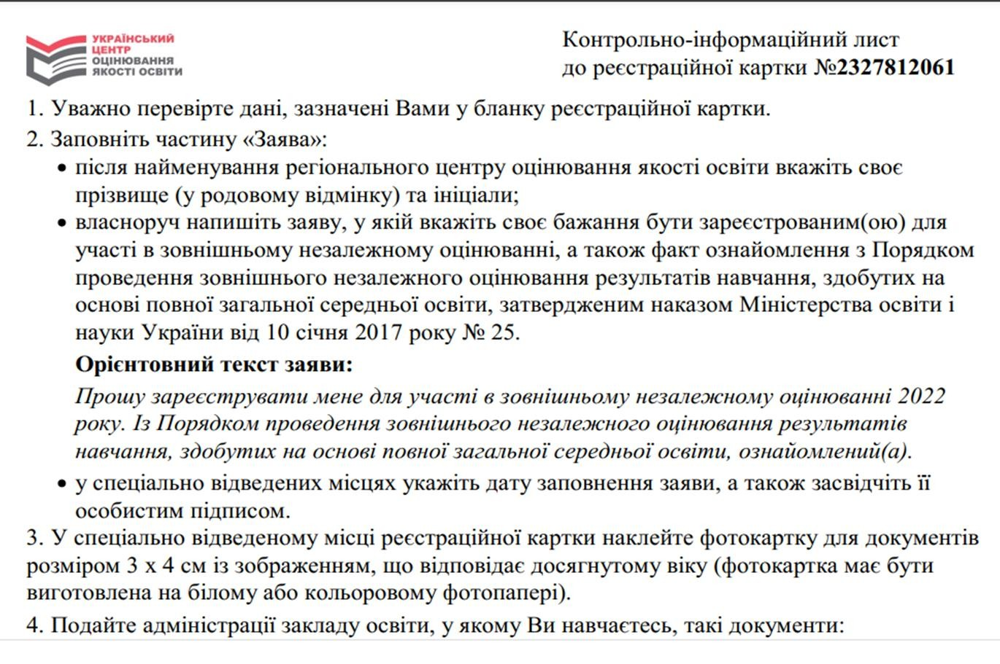 УКРАЇНСЬКИЙ
ЦЕНТР
ОЦІНЮВАННЯ
ЯКОСТІ ОСВІТИ
Контрольно-інформаційний лист
до реєстраційної картки №2327812061
1. Уважно перевірте дані, зазначені Вами у бланку реєстраційної картки.
2. Заповніть частину «Заява»:
• після найменування регіонального центру оцінювання якості освіти вкажіть своє
прізвище (у родовому відмінку) та ініціали;
• власноруч напишіть заяву, у якій вкажіть своє бажання бути зареєстрованим(ою) для
участі в зовнішньому незалежному оцінюванні, а також факт ознайомлення з Порядком
проведення зовнішнього незалежного оцінювання результатів навчання, здобутих на
основі повної загальної середньої освіти, затвердженим наказом Міністерства освіти і
науки України від 10 січня 2017 року № 25.
Орієнтовний текст заяви:
Прошу зареєструвати мене для участі в зовнішньому незалежному оцінюванні 2022
року. Із Порядком проведення зовнішнього незалежного оцінювання результатів
навчання, здобутих на основі повної загальної середньої освіти, ознайомлений(а).
• у спеціально відведених місцях укажіть дату заповнення заяви, а також засвідчіть її
особистим підписом.
3. У спеціально відведеному місці реєстраційної картки наклейте фотокартку для документів
розміром 3 х 4 см із зображенням, що відповідає досягнутому віку (фотокартка має бути
виготовлена на білому або кольоровому фотопапері).
4. Подайте адміністрації закладу освіти, у якому Ви навчаєтесь, такі документи: